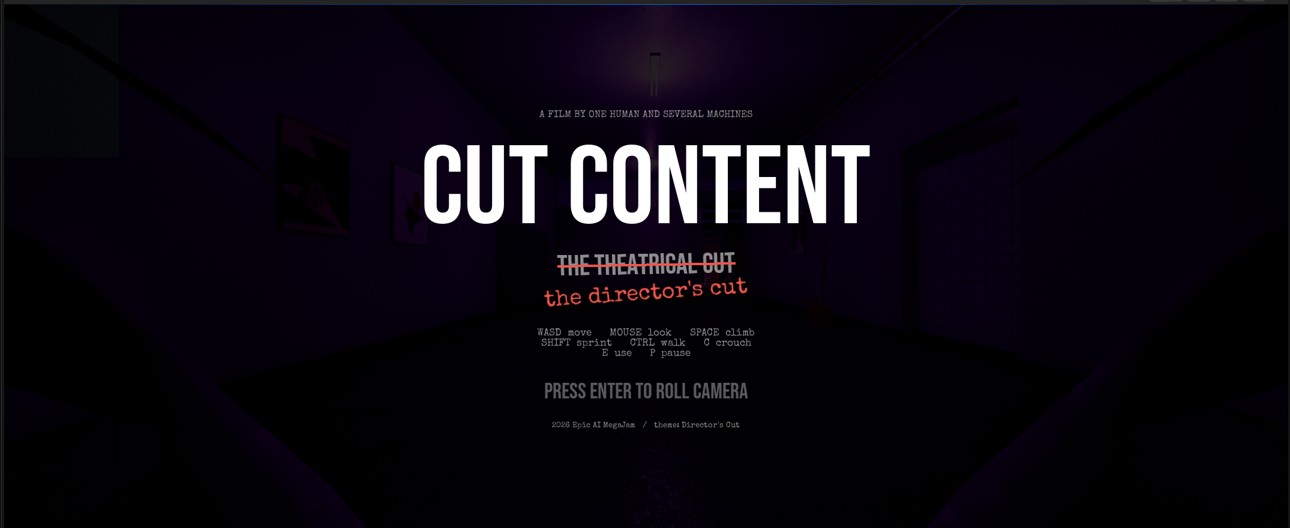 A FILM BY ONE HUMAN AND SEVERAL MACHINES
CUT CONTENT
THE THEATRICAL CUT
the director's cut
WASD move MOUSE look SPACE climb
SHIFT sprint CTRL walk C crouch
E use P pause
PRESS ENTER TO ROLL CAMERA
2026 Epic AI MegaJam / theme: Director's Cut